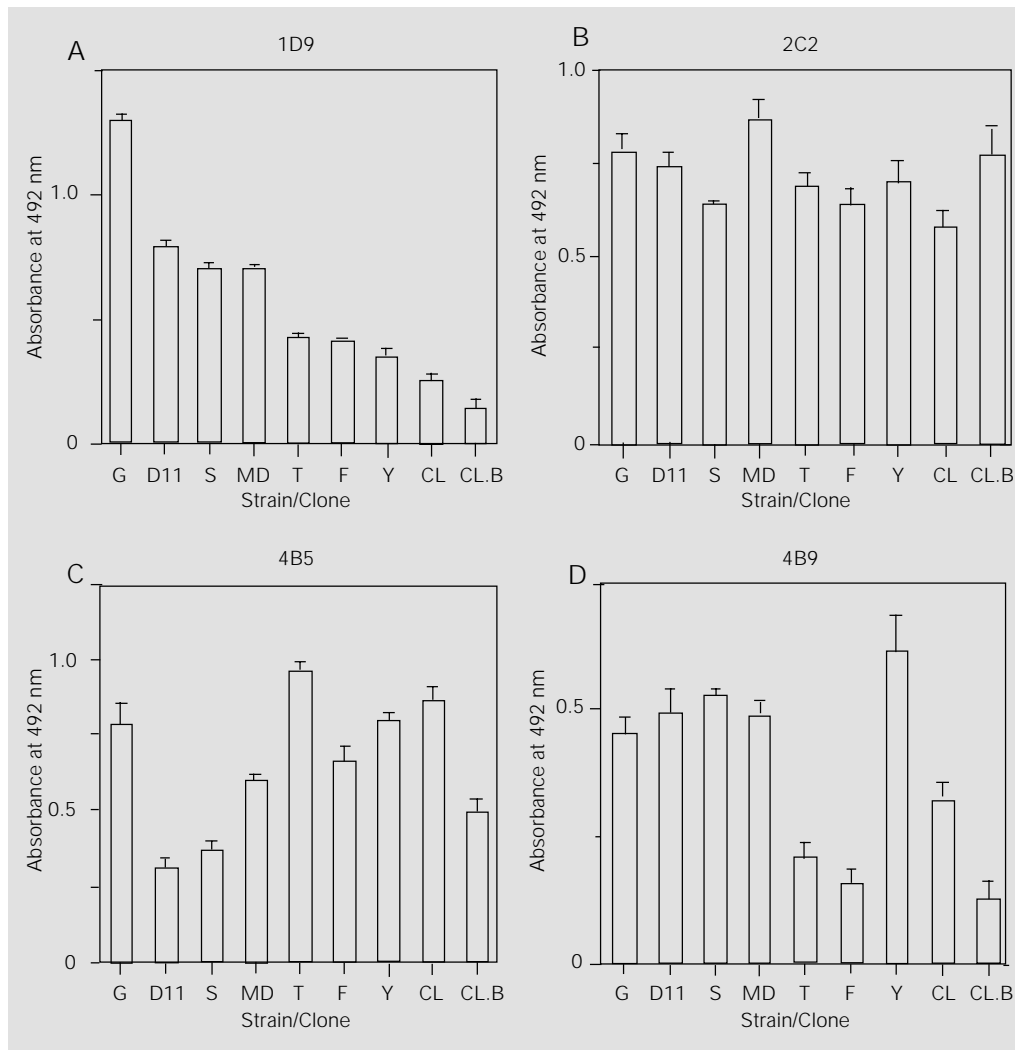 A
1D9
Absorbance at 492 nm
1.0
0
G D11 S MD T F Y CL CL.B
Strain/Clone
B
2C2
Absorbance at 492 nm
1.0
0.5
0
G D11 S MD T F Y CL CL.B
Strain/Clone
C
4B5
Absorbance at 492 nm
1.0
0.5
0
G D11 S MD T F Y CL CL.B
Strain/Clone
D
4B9
Absorbance at 492 nm
0.5
0
G D11 S MD T F Y CL CL.B
Strain/Clone